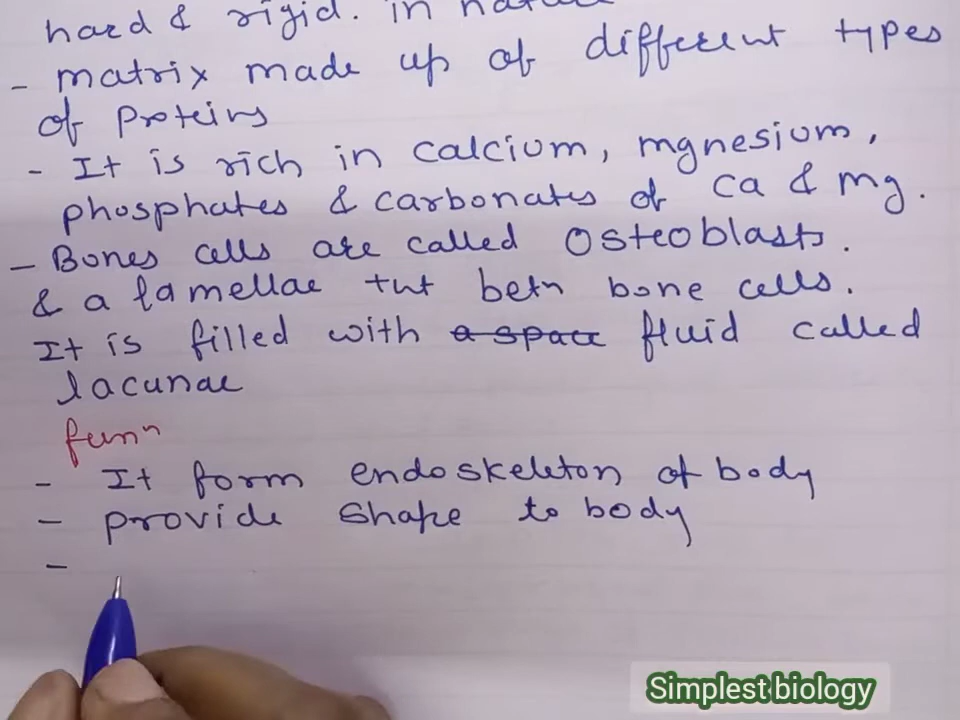 hard & rigid. in nature
- matrix made up of different types
of proteins
- It is rich in calcium, mgnesium,
phosphates & carbonates of Ca & Mg.
- Bones cells are called Osteoblasts.
& a lamellae tut betn bone cells.
It is filled with a space fluid called
lacunae
funn
- It form endoskeleton of body
- provide shape to body
-
Simplest biology